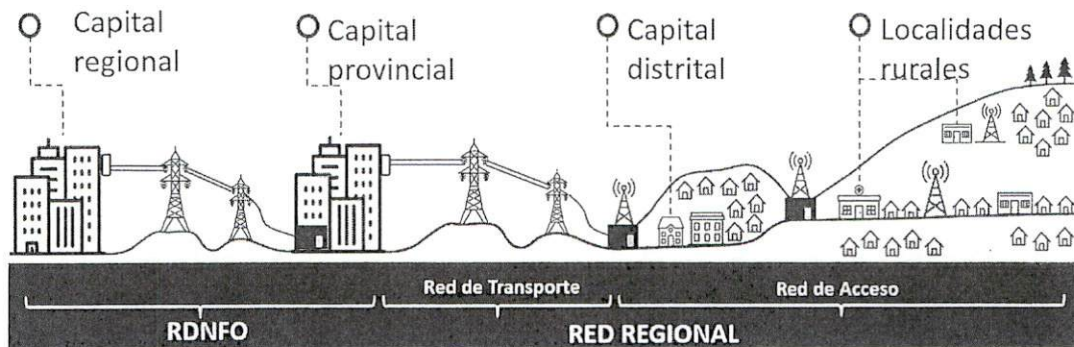 Capital
regional
Capital
provincial
Capital
distrital
Localidades
rurales
Red de Transporte
Red de Acceso
RDNFO
RED REGIONAL